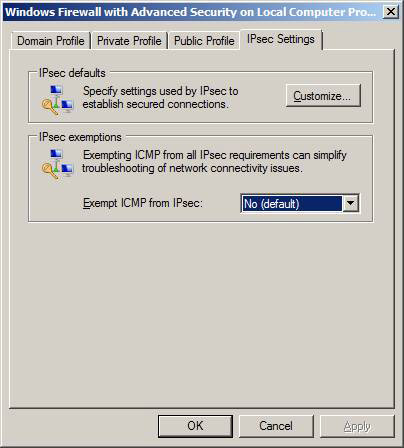 Windows Firewall with Advanced Security on Local Computer Pro...
Domain Profile Private Profile Public Profile IPsec Settings
IPsec defaults
Specify settings used by IPsec to
establish secured connections.
Customize...
IPsec exemptions
Exempting ICMP from all IPsec requirements can simplify
troubleshooting of network connectivity issues.
Exempt ICMP from IPsec: No (default)
OK Cancel Apply